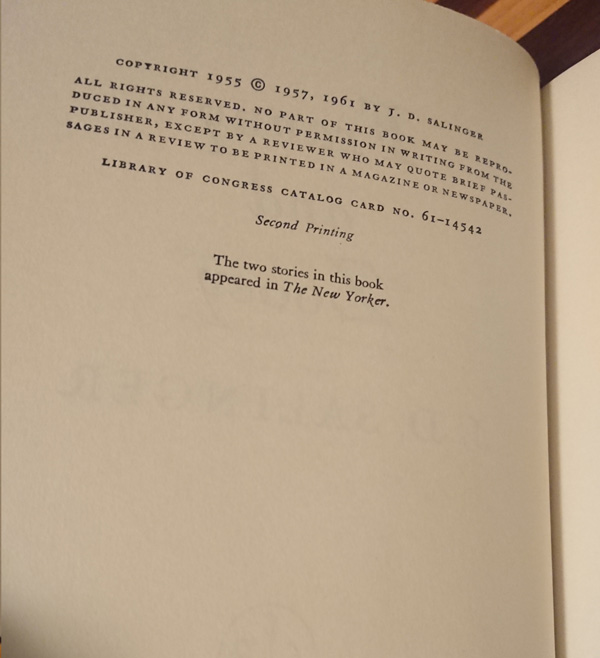 COPYRIGHT 1955 © 1957, 1961 BY J. D. SALINGER
ALL RIGHTS RESERVED. NO PART OF THIS BOOK MAY BE REPRO-
DUCED IN ANY FORM WITHOUT PERMISSION IN WRITING FROM THE
PUBLISHER, EXCEPT BY A REVIEWER WHO MAY QUOTE BRIEF PAS-
SAGES IN A REVIEW TO BE PRINTED IN A MAGAZINE OR NEWSPAPER.
LIBRARY OF CONGRESS CATALOG CARD NO. 61-14542
Second Printing
The two stories in this book
appeared in The New Yorker.